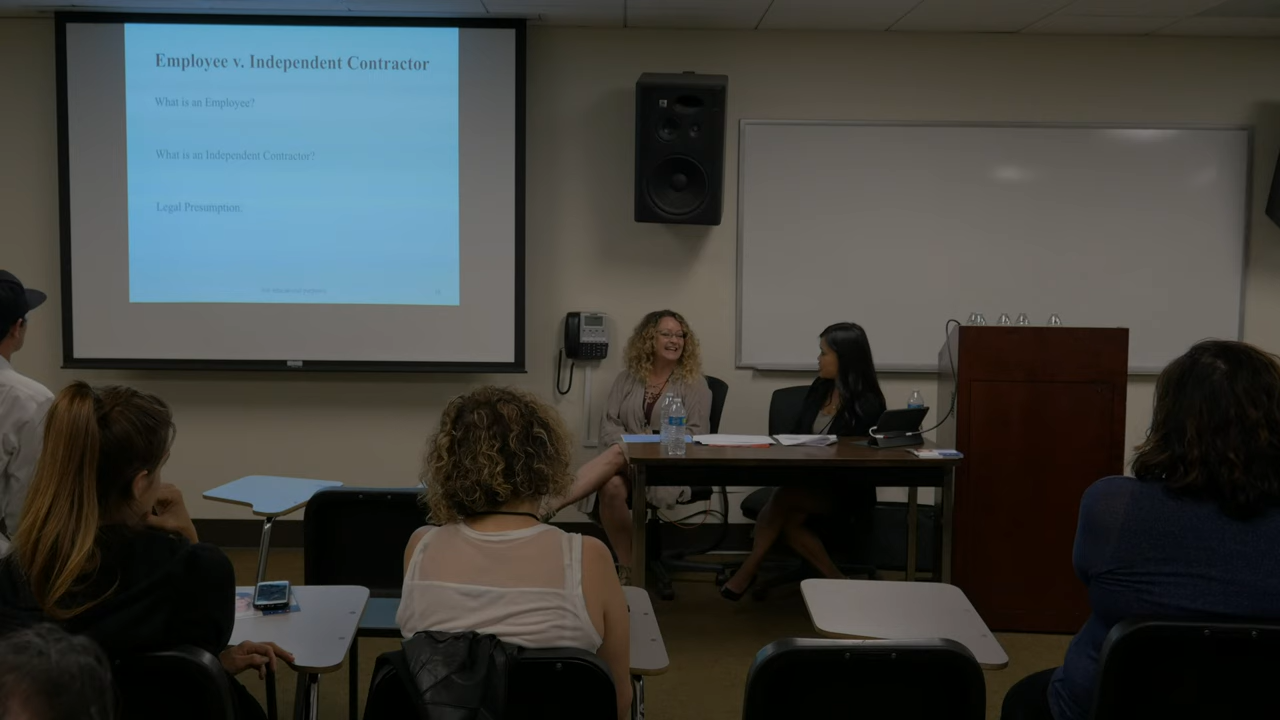 Employee v. Independent Contractor
What is an Employee?
What is an Independent Contractor?
Legal Presumption.